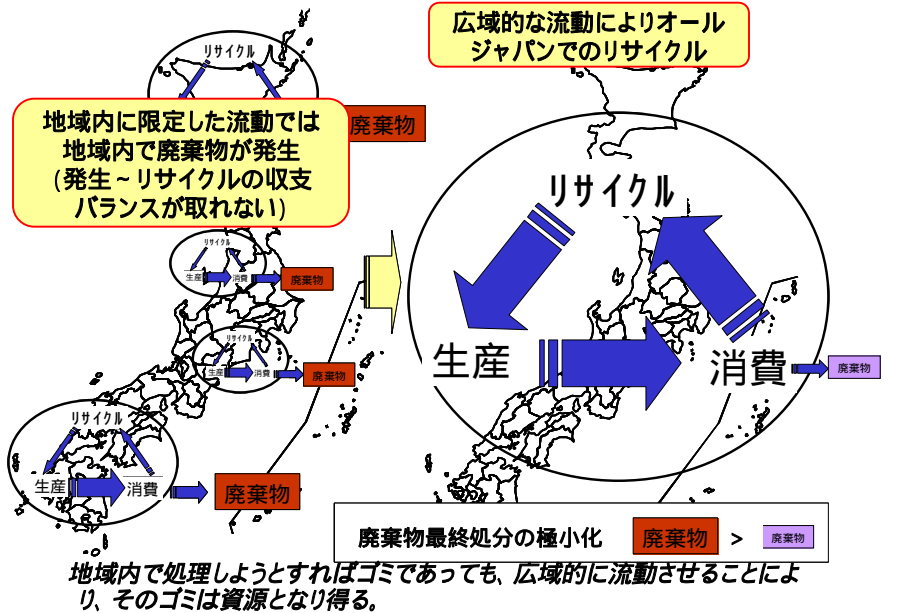 広域的な流動によりオール
ジャパンでのリサイクル
リサイクル
地域内に限定した流動では
地域内で廃棄物が発生
(発生~リサイクルの収支
バランスが取れない)
廃棄物
リサイクル
生産
消費
廃棄物
リサイクル
生産
消費
廃棄物
リサイクル
生産
消費
廃棄物
リサイクル
生産
消費
廃棄物
廃棄物最終処分の極小化
廃棄物
>
廃棄物
地域内で処理しようとすればゴミであっても、広域的に流動させることによ
り、そのゴミは資源となり得る。